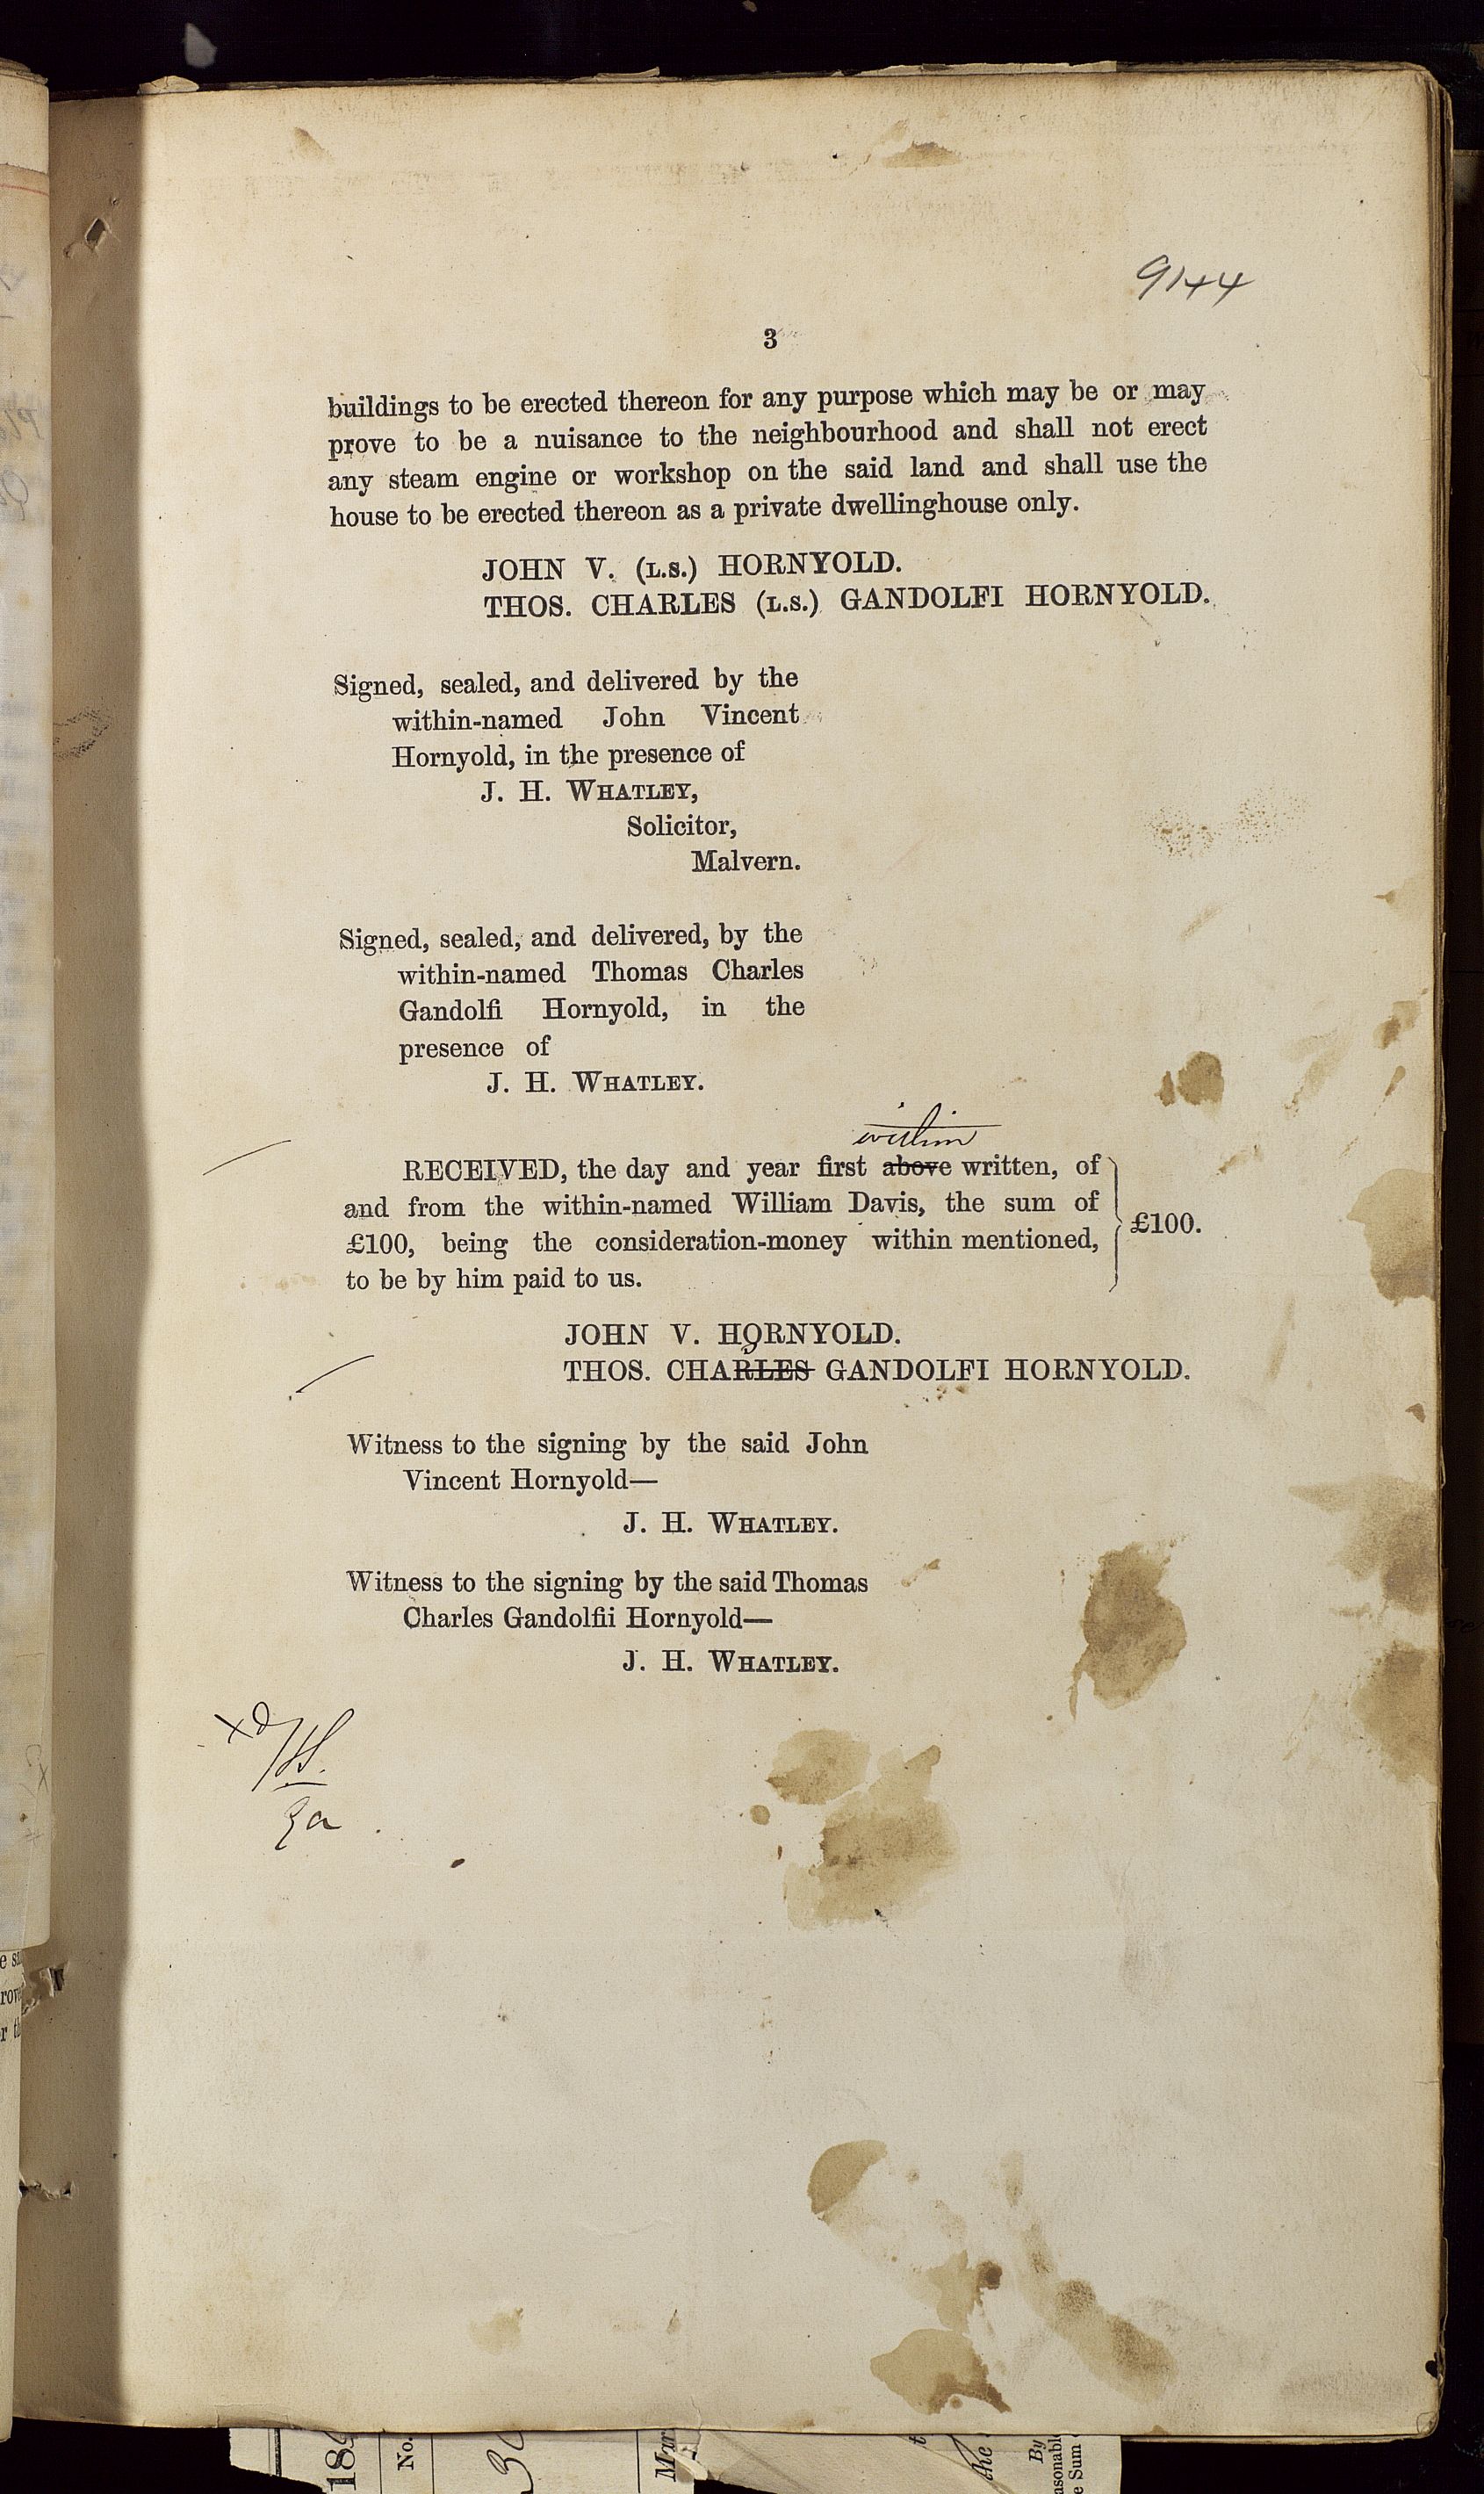 9144
3
buildings to be erected thereon for any purpose which may be or may
prove to be a nuisance to the neighbourhood and shall not erect
any steam engine or workshop on the said land and shall use the
house to be erected thereon as a private dwellinghouse only.
JOHN V. (L.S.) HORNYOLD.
THOS. CHARLES (L.S.) GANDOLFI HORNYOLD.
Signed, sealed, and delivered by the
within-named John Vincent
Hornyold, in the presence of
J. H. WHATLEY,
Solicitor,
Malvern.
Signed, sealed, and delivered, by the
within-named Thomas Charles
Gandolfi Hornyold, in the
presence of
J. H. WHATLEY.
within
RECEIVED, the day and year first above written, of
and from the within-named William Davis, the sum of
£100, being the consideration-money within mentioned,
to be by him paid to us.
£100.
JOHN V. HORNYOLD.
THOS. CHARLES GANDOLFI HORNYOLD.
Witness to the signing by the said John
Vincent Hornyold—
J. H. WHATLEY.
Witness to the signing by the said Thomas
Charles Gandolfii Hornyold—
J. H. WHATLEY.
No.
the
By
Sum